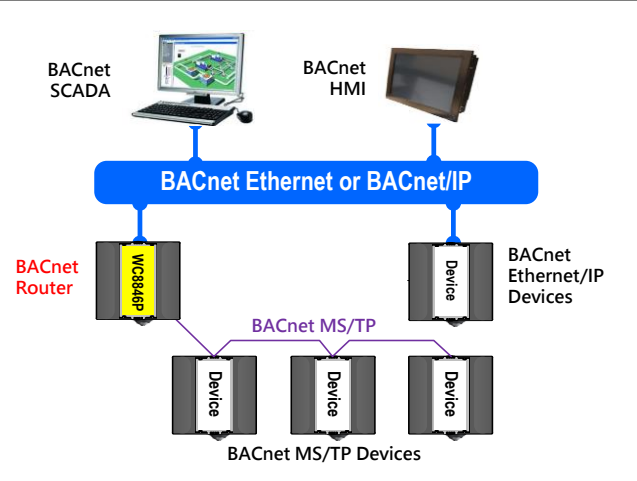 BACnet
SCADA
BACnet
HMI
BACnet Ethernet or BACnet/IP
BACnet
Router
WC8846P
Device
BACnet
Ethernet/IP
Devices
BACnet MS/TP
Device
Device
Device
BACnet MS/TP Devices